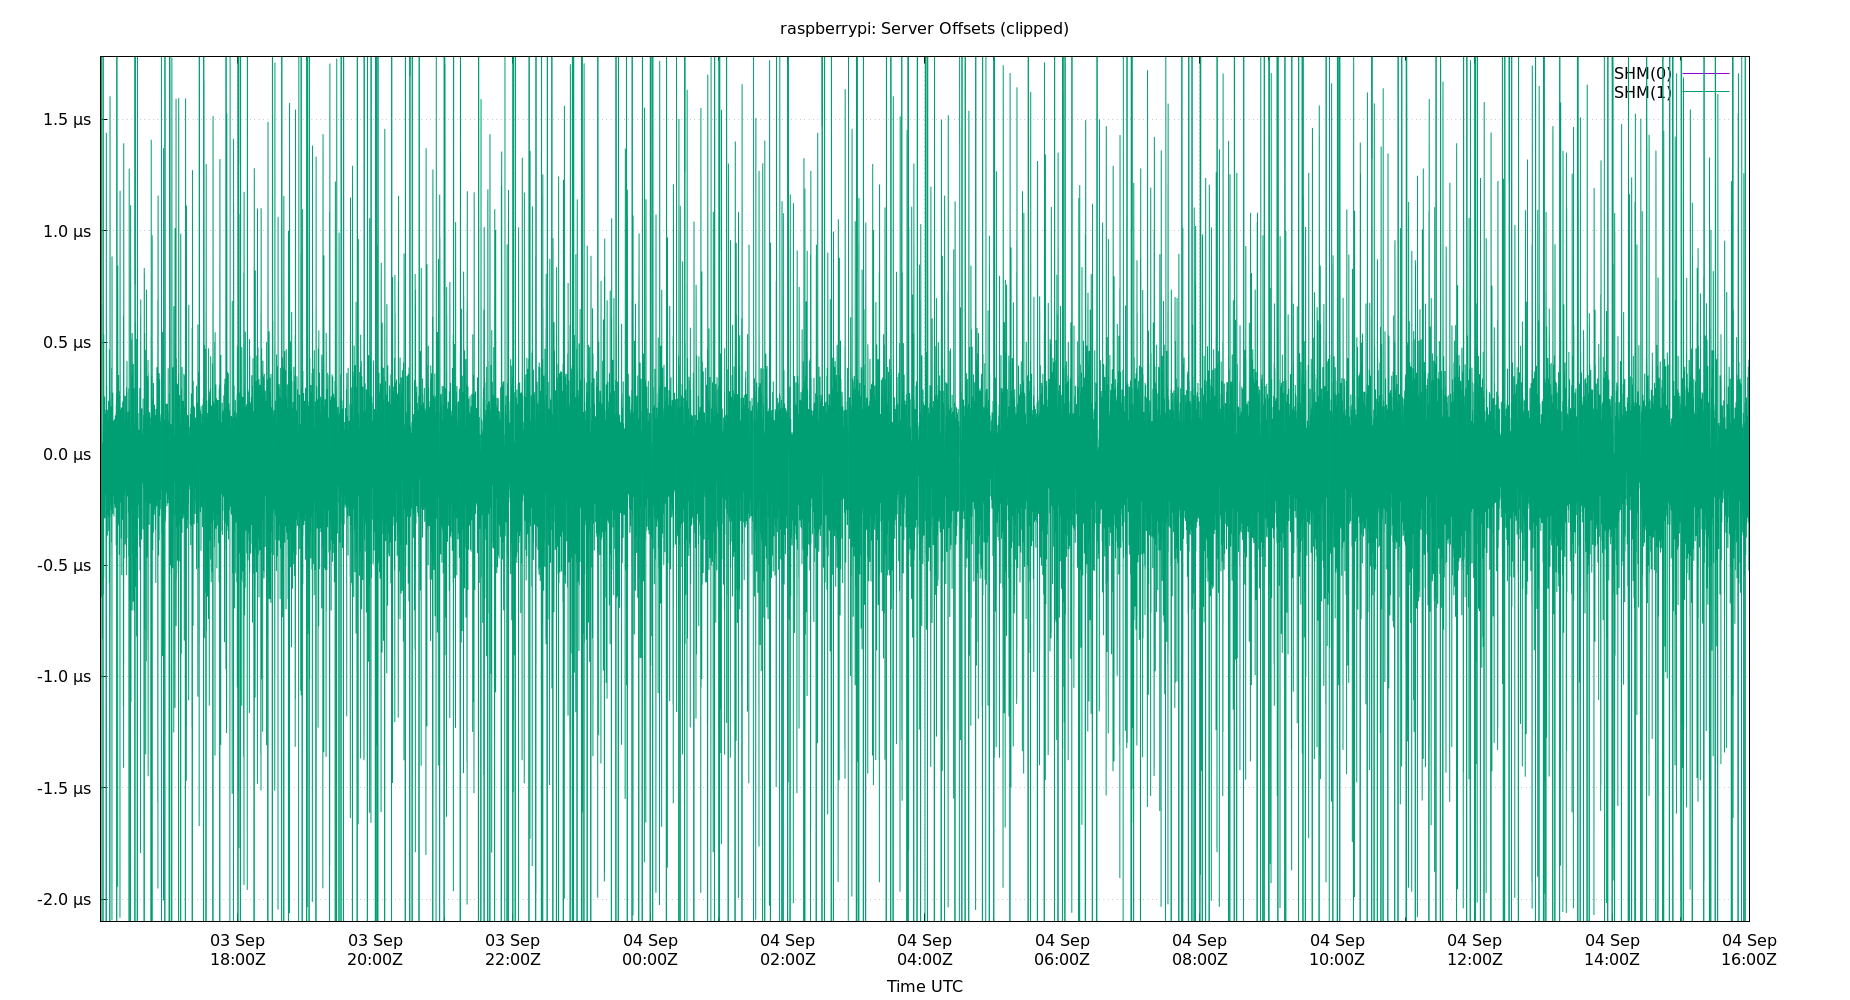 raspberrypi: Server Offsets (clipped)
SHM(0)
SHM(1)
1.5 µs
1.0 µs
0.5 µs
0.0 µs
-0.5 µs
-1.0 µs
-1.5 µs
-2.0 µs
03 Sep 03 Sep 03 Sep 04 Sep 04 Sep 04 Sep 04 Sep 04 Sep 04 Sep 04 Sep 04 Sep 04 Sep
18:00Z 20:00Z 22:00Z 00:00Z 02:00Z 04:00Z 06:00Z 08:00Z 10:00Z 12:00Z 14:00Z 16:00Z
Time UTC